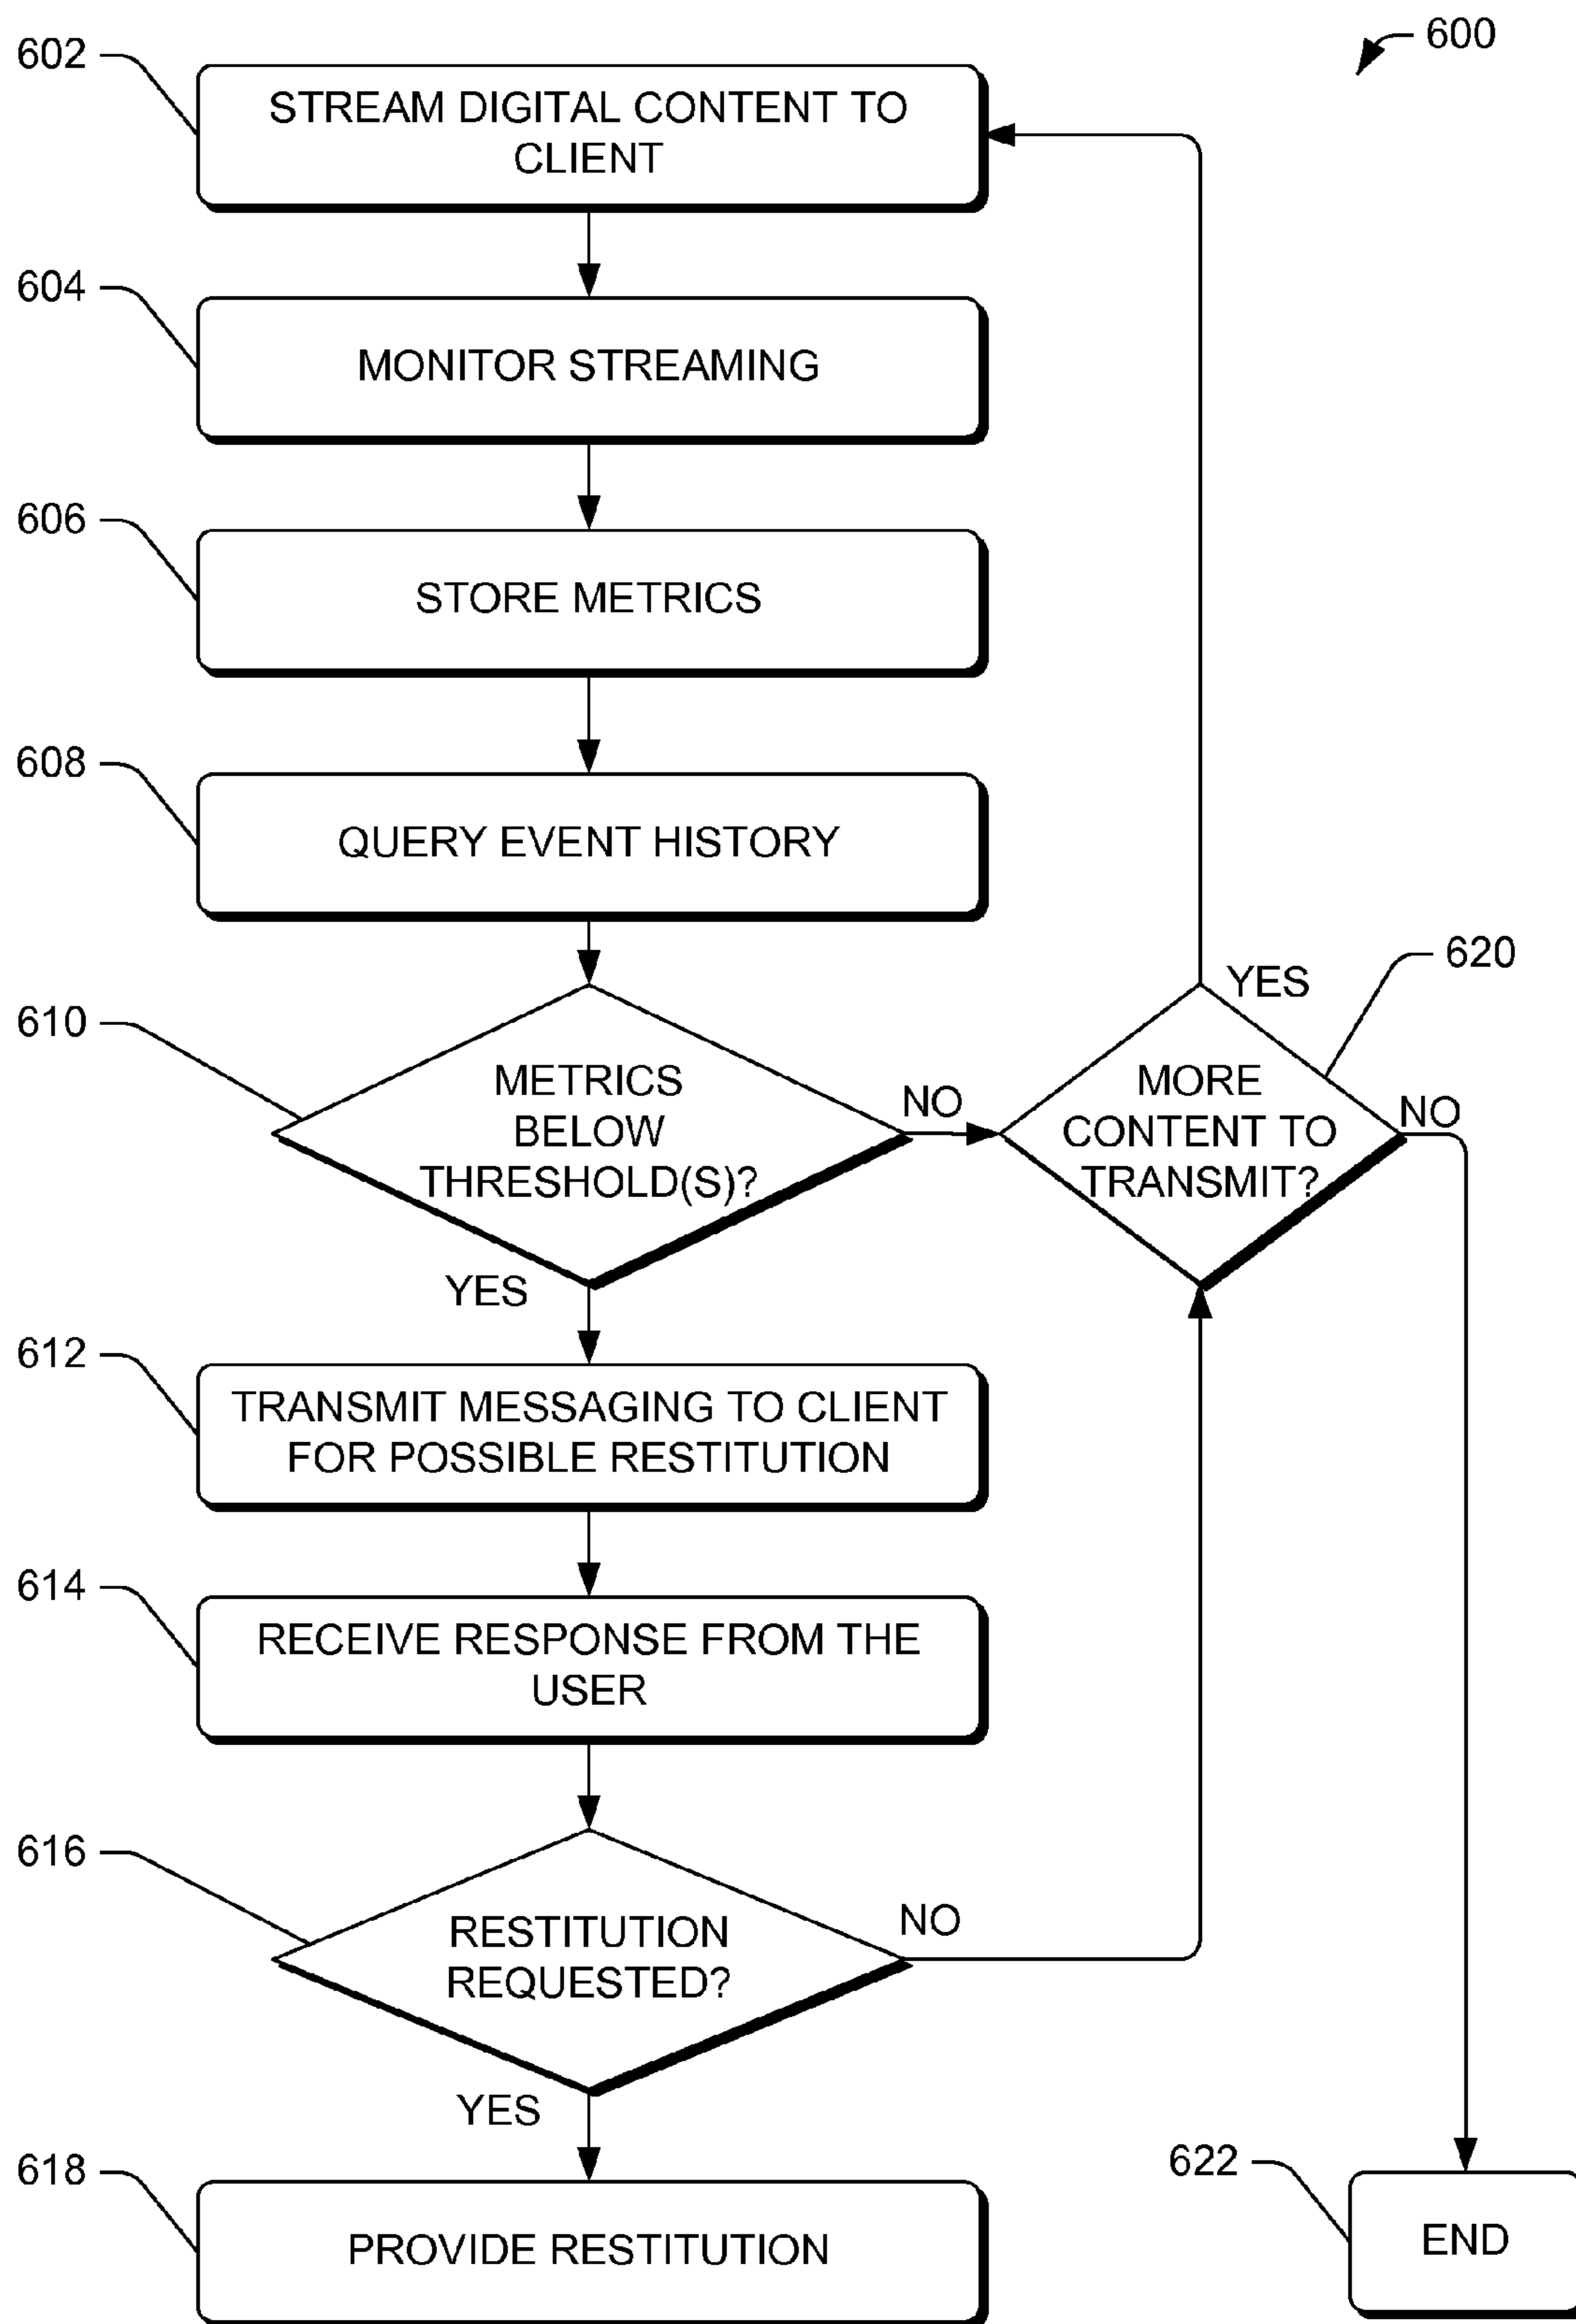 600
602
STREAM DIGITAL CONTENT TO
CLIENT
604
MONITOR STREAMING
606
STORE METRICS
608
QUERY EVENT HISTORY
610
METRICS
BELOW
THRESHOLD(S)?
NO
YES
620
MORE
CONTENT TO
TRANSMIT?
YES
NO
612
TRANSMIT MESSAGING TO CLIENT
FOR POSSIBLE RESTITUTION
614
RECEIVE RESPONSE FROM THE
USER
616
RESTITUTION
REQUESTED?
NO
YES
618
PROVIDE RESTITUTION
622
END